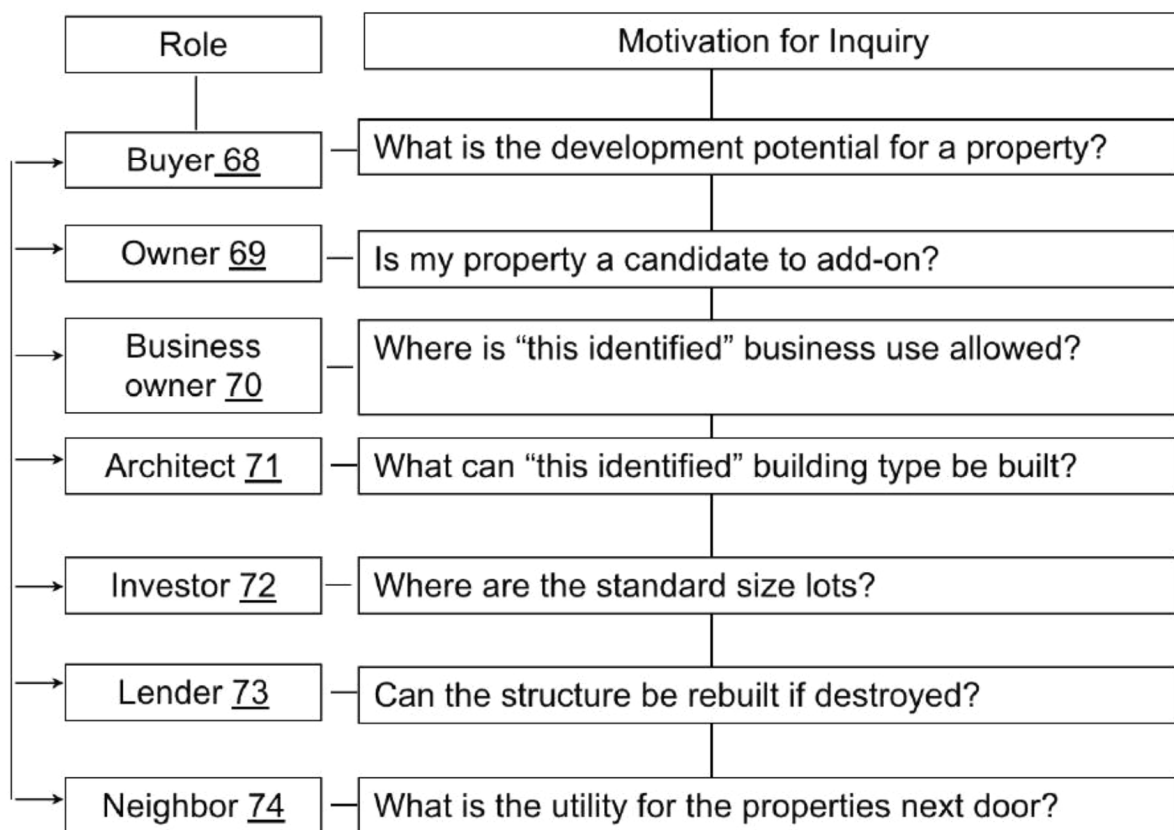 Role
Motivation for Inquiry
Buyer 68
What is the development potential for a property?
Owner 69
Is my property a candidate to add-on?
Business
owner 70
Where is “this identified” business use allowed?
Architect 71
What can “this identified” building type be built?
Investor 72
Where are the standard size lots?
Lender 73
Can the structure be rebuilt if destroyed?
Neighbor 74
What is the utility for the properties next door?